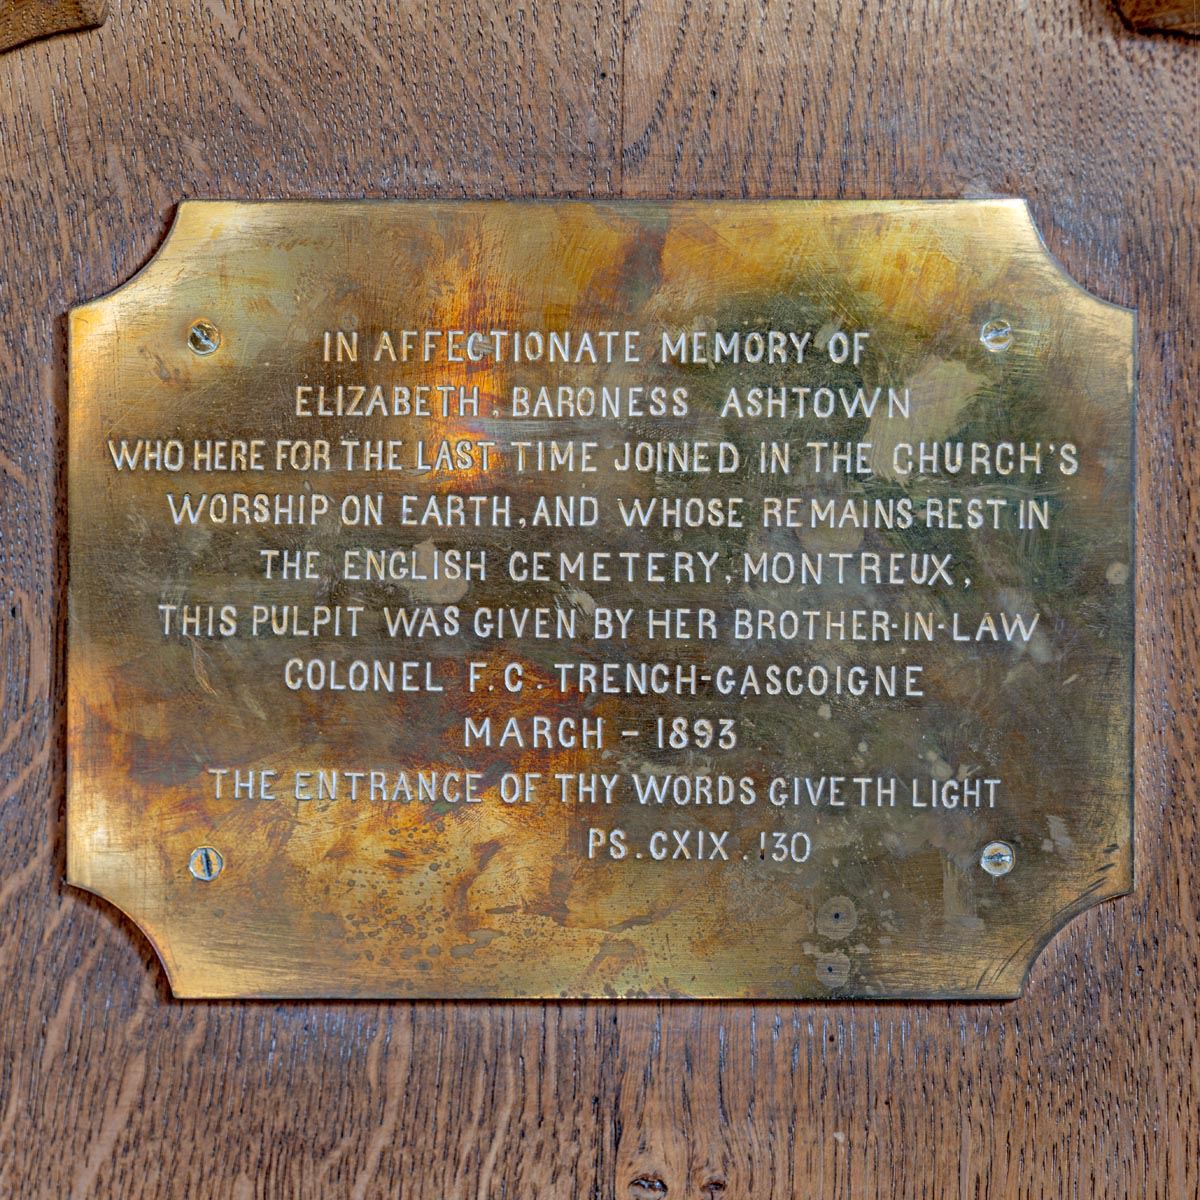 IN AFFECTIONATE MEMORY OF
ELIZABETH, BARONESS ASHTOWN
WHO HERE FOR THE LAST TIME JOINED IN THE CHURCH'S
WORSHIP ON EARTH, AND WHOSE REMAINS REST IN
THE ENGLISH CEMETERY, MONTREUX,
THIS PULPIT WAS GIVEN BY HER BROTHER-IN-LAW
COLONEL F. C. TRENCH-GASCOIGNE
MARCH – 1893
THE ENTRANCE OF THY WORDS GIVETH LIGHT
PS. CXIX. 130